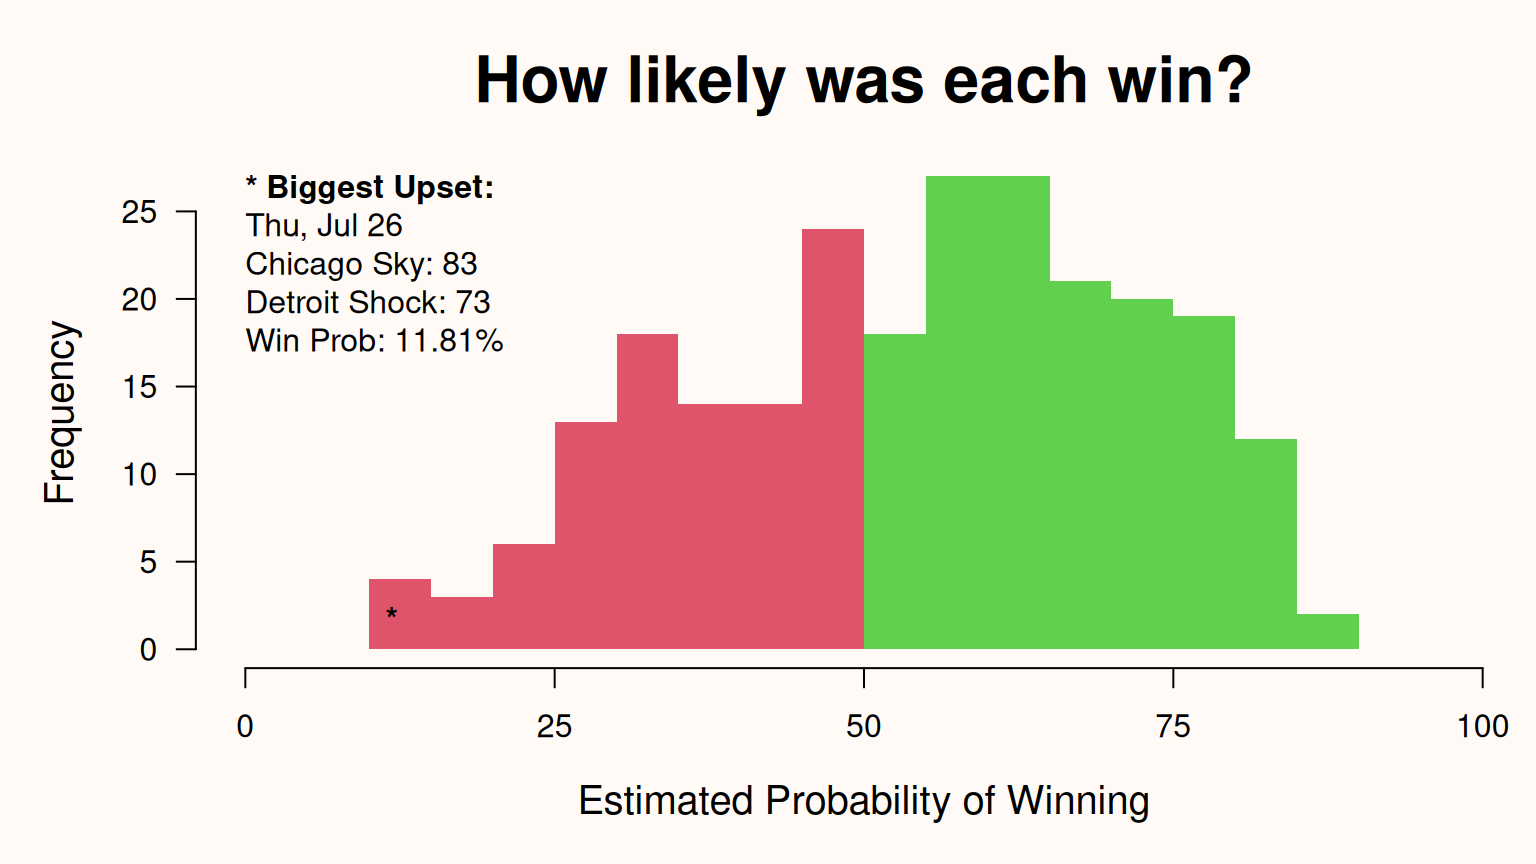 How likely was each win?
* Biggest Upset:
Thu, Jul 26
Chicago Sky: 83
Detroit Shock: 73
Win Prob: 11.81%
Frequency
25
20
15
10
5
0
*
0 25 50 75 100
Estimated Probability of Winning